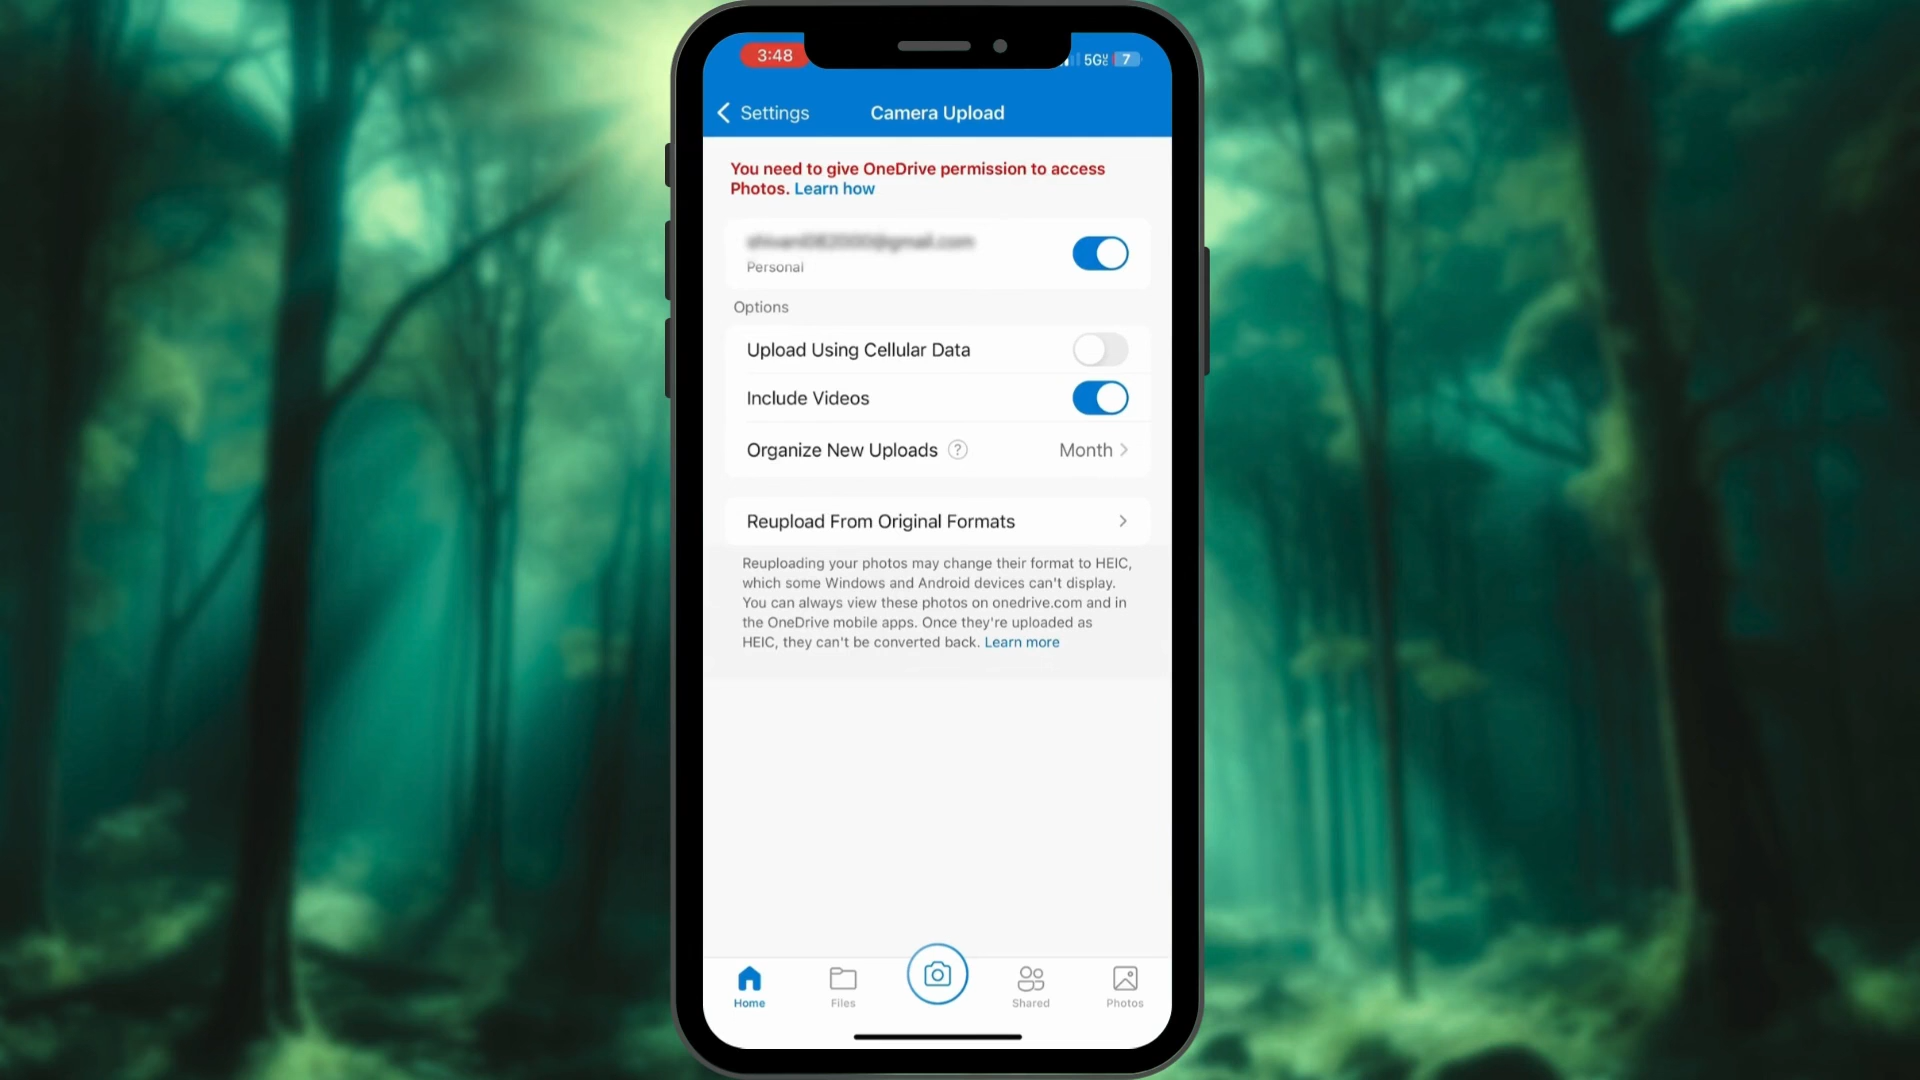 3:48
5G 7
Settings
Camera Upload
You need to give OneDrive permission to access
Photos. Learn how
Personal
Options
Upload Using Cellular Data
Include Videos
Organize New Uploads ?
Month
Reupload From Original Formats
Reuploading your photos may change their format to HEIC,
which some Windows and Android devices can't display.
You can always view these photos on onedrive.com and in
the OneDrive mobile apps. Once they're uploaded as
HEIC, they can't be converted back. Learn more
Home
Files
Shared
Photos